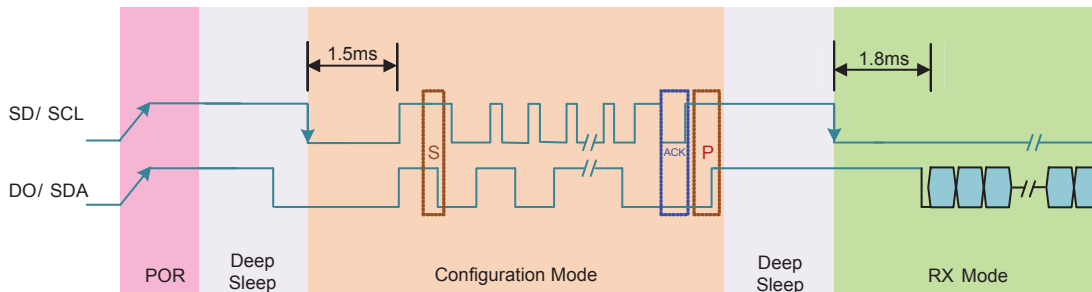 1.5ms
1.8ms
SD/ SCL
S
ACK
P
DO/ SDA
POR
Deep
Sleep
Configuration Mode
Deep
Sleep
RX Mode